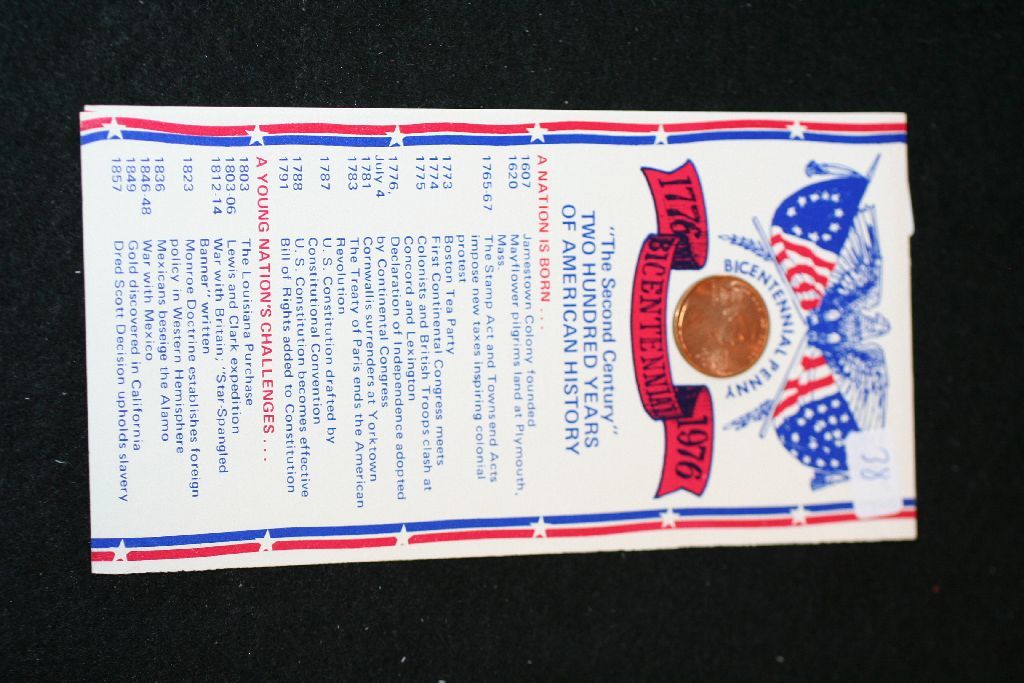 38
BICENTENNIAL PENNY
1776 BICENTENNIAL 1976
"The Second Century"
TWO HUNDRED YEARS
OF AMERICAN HISTORY
A NATION IS BORN . . .
1607 Jamestown Colony founded
1620 Mayflower pilgrims land at Plymouth,
Mass.
1765-67 The Stamp Act and Townsend Acts
impose new taxes inspiring colonial
protest
1773 Boston Tea Party
1774 First Continental Congress meets
1775 Colonists and British Troops clash at
Concord and Lexington
1776, Declaration of Independence adopted
July 4 by Continental Congress
1781 Cornwallis surrenders at Yorktown
1783 The Treaty of Paris ends the American
Revolution
1787 U. S. Constitution drafted by
Constitutional Convention
1788 U. S. Constitution becomes effective
1791 Bill of Rights added to Constitution
A YOUNG NATION'S CHALLENGES . . .
1803 The Louisiana Purchase
1803-06 Lewis and Clark expedition
1812-14 War with Britain, "Star-Spangled
Banner" written
1823 Monroe Doctrine establishes foreign
policy in Western Hemisphere
1836 Mexicans beseige the Alamo
1846-48 War with Mexico
1849 Gold discovered in California
1857 Dred Scott Decision upholds slavery